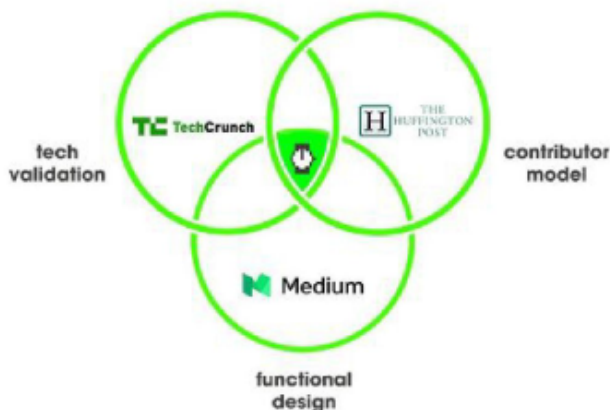 TechCrunch
H
THE
HUFFINGTON
POST
tech
validation
contributor
model
Medium
functional
design